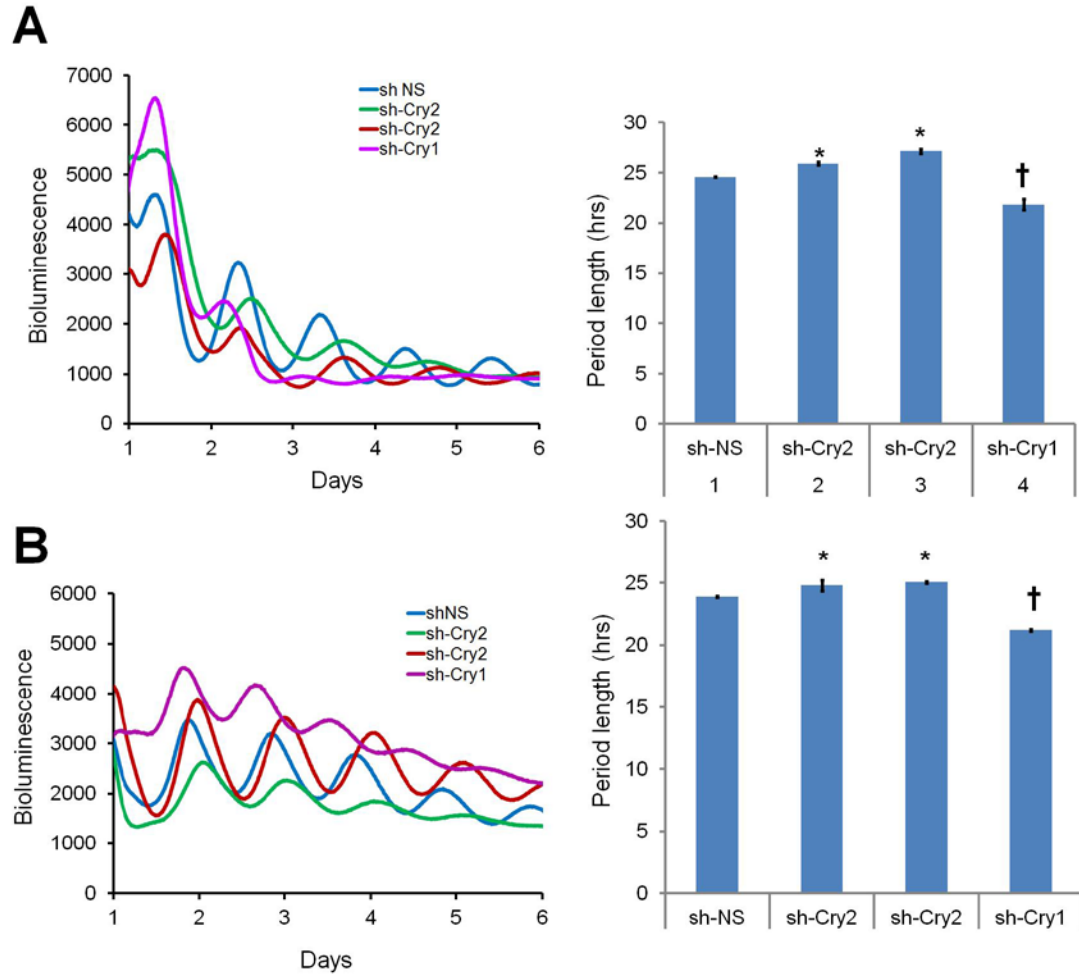 A
Bioluminescence
7000
6000
5000
4000
3000
2000
1000
0
1 2 3 4 5 6
Days
sh NS
sh-Cry2
sh-Cry2
sh-Cry1
Period length (hrs)
30
25
20
15
10
5
0
* * †
sh-NS sh-Cry2 sh-Cry2 sh-Cry1
1 2 3 4
B
Bioluminescence
6000
5000
4000
3000
2000
1000
0
1 2 3 4 5 6
Days
shNS
sh-Cry2
sh-Cry2
sh-Cry1
Period length (hrs)
30
25
20
15
10
5
0
* * †
sh-NS sh-Cry2 sh-Cry2 sh-Cry1